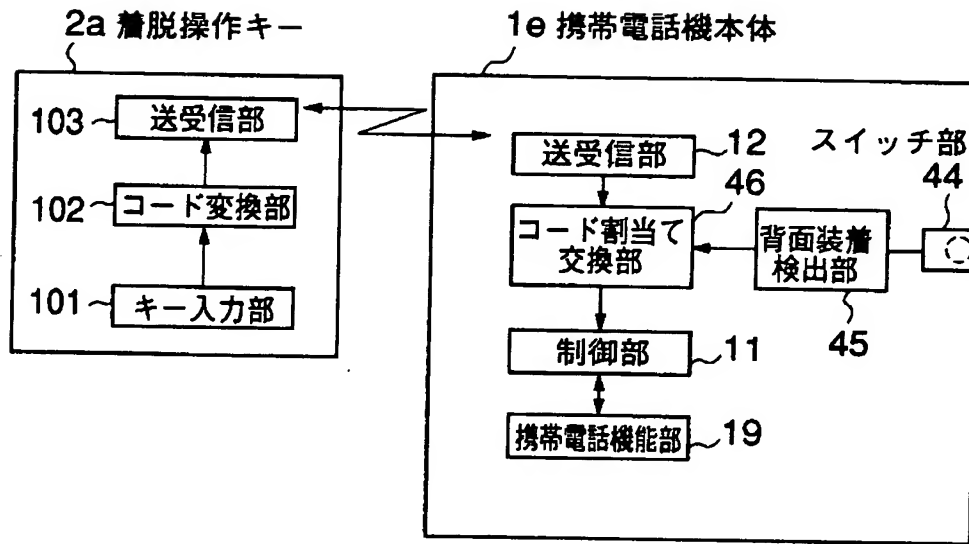 2a 着脱操作キー
103 送受信部
102 コード変換部
101 キー入力部
1e 携帯電話機本体
送受信部 12
スイッチ部
44
46
コード割当て
交換部
背面装着
検出部
45
制御部 11
携帯電話機能部 19